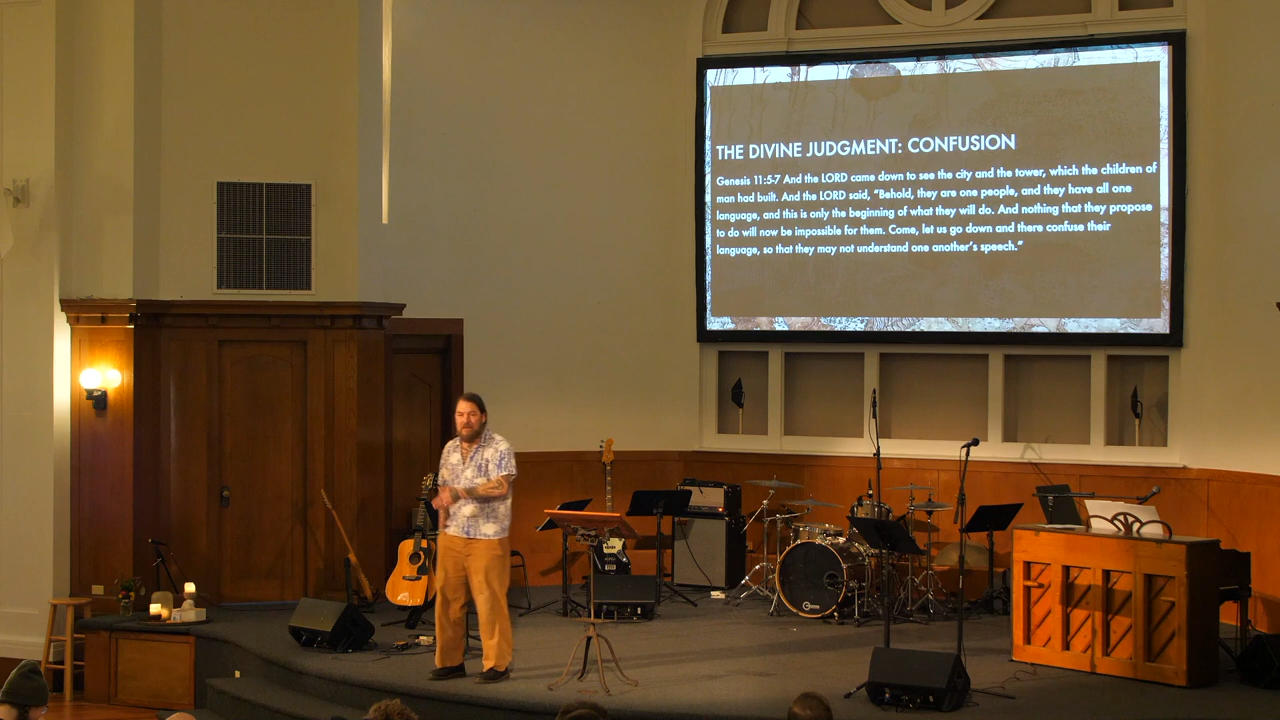 THE DIVINE JUDGMENT: CONFUSION
Genesis 11:5-7 And the LORD came down to see the city and the tower, which the children of
man had built. And the LORD said, “Behold, they are one people, and they have all one
language, and this is only the beginning of what they will do. And nothing that they propose
to do will now be impossible for them. Come, let us go down and there confuse their
language, so that they may not understand one another’s speech.”